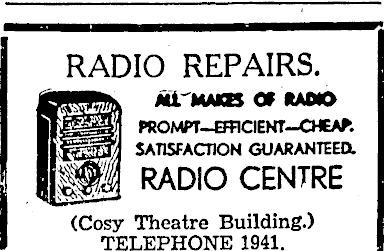 RADIO REPAIRS.
ALL MAKES OF RADIO
PROMPT—EFFICIENT—CHEAP.
SATISFACTION GUARANTEED.
RADIO CENTRE
(Cosy Theatre Building.)
TELEPHONE 1941.